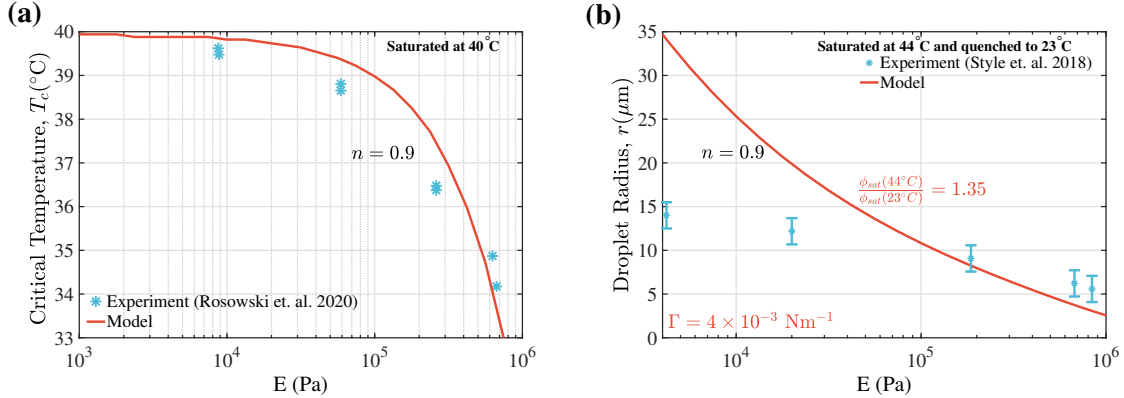 (a)
Saturated at 40°C
Critical Temperature, T_c(°C)
40
39
38
37
36
35
34
33
n = 0.9
Experiment (Rosowski et. al. 2020)
Model
10^3
10^4
10^5
10^6
E (Pa)
(b)
Saturated at 44°C and quenched to 23°C
Experiment (Style et. al. 2018)
Model
Droplet Radius, r(μm)
35
30
25
20
15
10
5
0
n = 0.9
ϕ_sat(44°C)
ϕ_sat(23°C) = 1.35
Γ = 4 × 10^−3 Nm^−1
10^4
10^5
10^6
E (Pa)